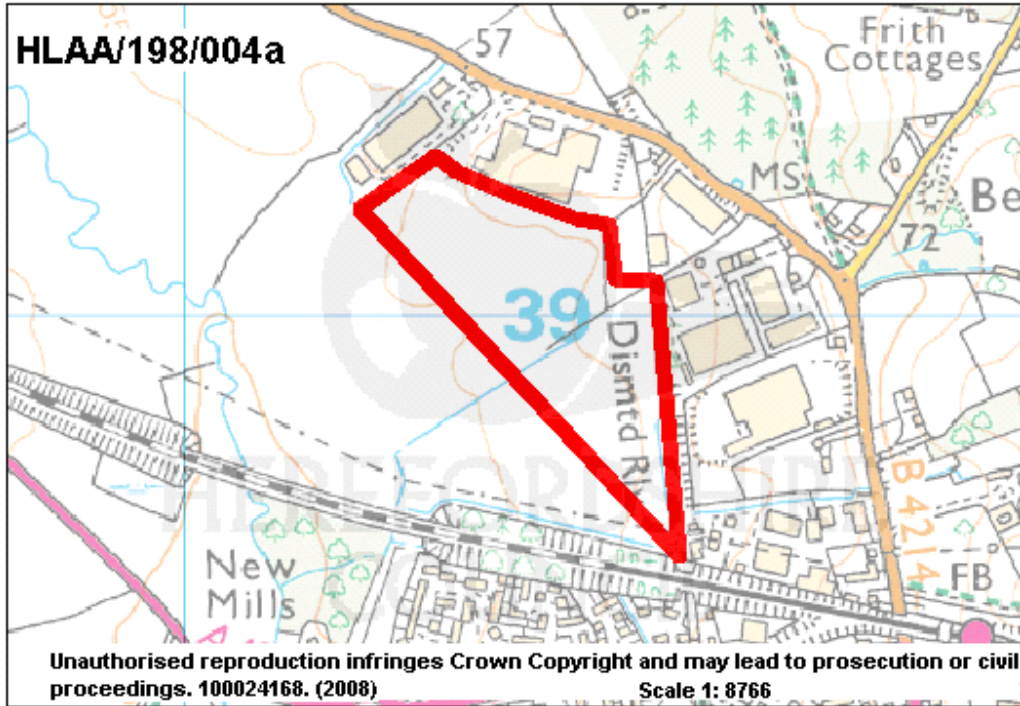 HLAA/198/004a
57
Frith
Cottages
MS
Be
72
39
Dismtd Rly
B 4214
New
Mills
FB
HEREFORDSHIRE
Unauthorised reproduction infringes Crown Copyright and may lead to prosecution or civil
proceedings. 100024168. (2008)
Scale 1: 8766